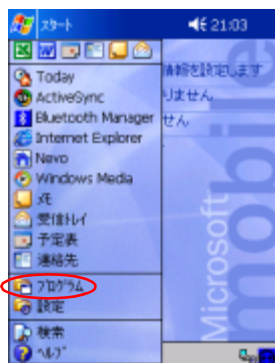 スタート 21:03
Today
ActiveSync
Bluetooth Manager
Internet Explorer
Nevo
Windows Media
メモ
受信トレイ
予定表
連絡先
プログラム
設定
検索
ヘルプ
情報を設定します
りません
せん
Microsoft
mobile